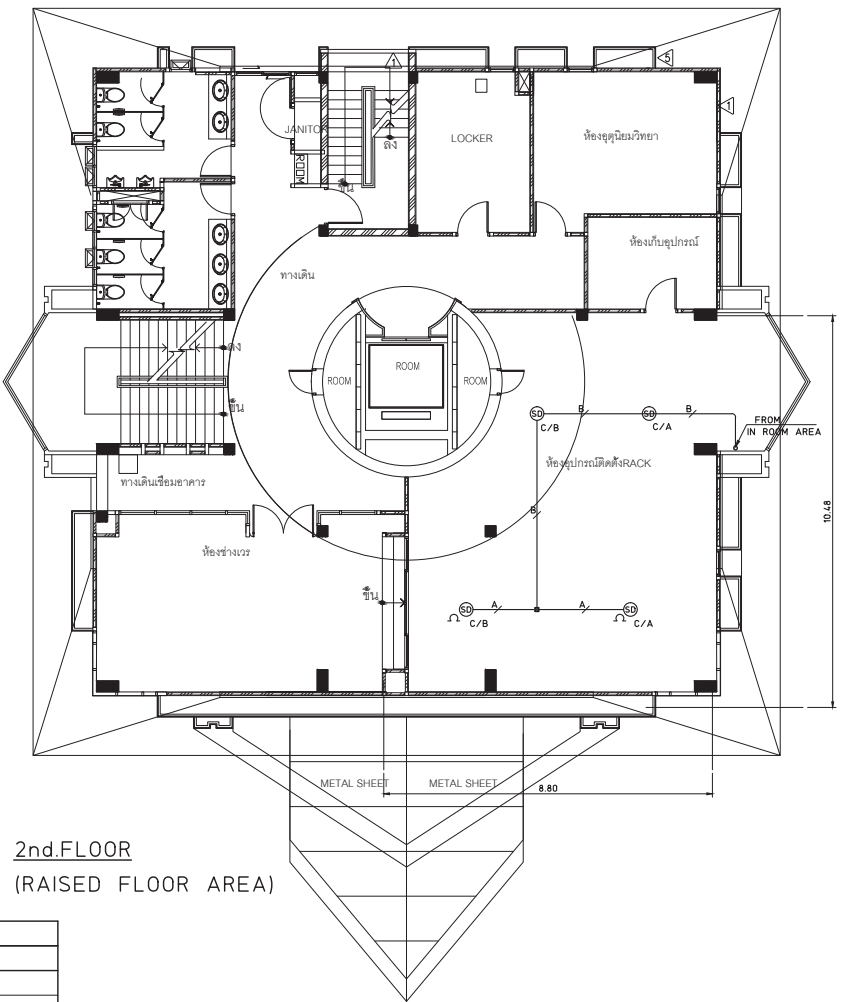 5
1
1
JANITOR
ROOM
ลง
ขึ้น
LOCKER
ห้องอุตุนิยมวิทยา
ห้องเก็บอุปกรณ์
ทางเดิน
ลง
ขึ้น
ROOM
ROOM
ROOM
SD
C/B
B
SD
C/A
B
FROM
IN ROOM AREA
ห้องอุปกรณ์ติดตั้งRACK
ทางเดินเชื่อมอาคาร
B
10.48
ห้องช่างเวร
ขึ้น
Ω
SD
C/B
A
A
Ω
SD
C/A
METAL SHEET
METAL SHEET
8.80
2nd.FLOOR
(RAISED FLOOR AREA)